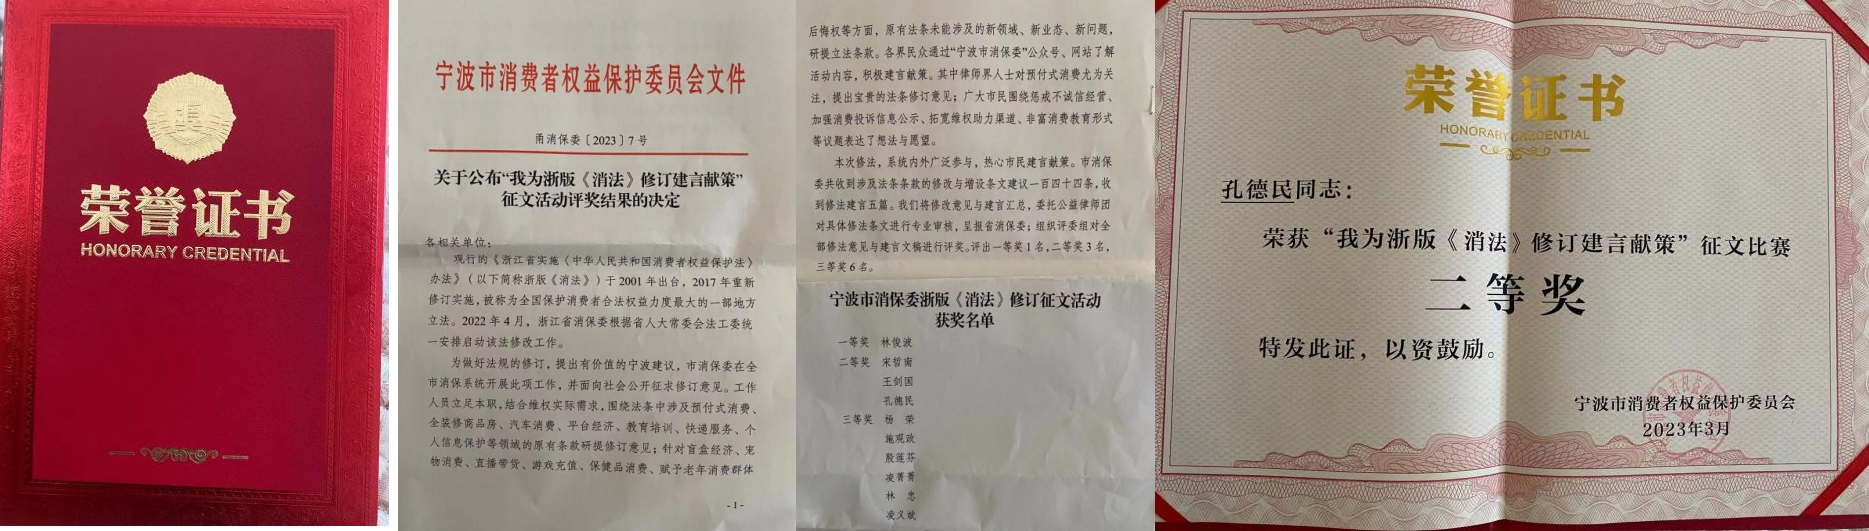 荣誉证书
HONORARY CREDENTIAL
宁波市消费者权益保护委员会文件
甬消保委〔2023〕7号
关于公布“我为浙版《消法》修订建言献策”
征文活动评奖结果的决定
各相关单位：
现行的《浙江省实施〈中华人民共和国消费者权益保护法〉
办法》（以下简称浙版《消法》）于2001年出台，2017年重新
修订实施，被称为全国保护消费者合法权益力度最大的一部地方
立法。2022年4月，浙江省消保委根据省人大常委会法工委统
一安排启动该法修改工作。
为做好法规的修订，提出有价值的宁波建议，市消保委在全
市消保系统开展此项工作，并面向社会公开征求修订意见。工作
人员立足本职，结合维权实际需求，围绕法条中涉及预付式消费、
全装修商品房、汽车消费、平台经济、教育培训、快递服务、个
人信息保护等领域的原有条款研提修订意见；针对盲盒经济、宠
物消费、直播带货、游戏充值、保健品消费、赋予老年消费群体
- 1 -
后悔权等方面，原有法条未能涉及的新领域、新业态、新问题，
研提立法条款。各界民众通过“宁波市消保委”公众号、网站了解
活动内容，积极建言献策。其中律师界人士对预付式消费尤为关
注，提出宝贵的法条修订意见；广大市民围绕惩戒不诚信经营、
加强消费投诉信息公示、拓宽维权助力渠道、丰富消费教育形式
等议题表达了想法与愿望。
本次修法，系统内外广泛参与，热心市民建言献策。市消保
委共收到涉及法条条款的修改与增设条文建议一百四十四条，收
到修法建言五篇。我们将修改意见与建言汇总，委托公益律师团
对具体修法条文进行专业审核，呈报省消保委；组织评委组对全
部修法意见与建言文稿进行评奖。评出一等奖1名，二等奖3名，
三等奖6名。
宁波市消保委浙版《消法》修订征文活动
获奖名单
一等奖 林俊波
二等奖 宋哲南
王剑国
孔德民
三等奖 杨 荣
施观政
殷莲芬
凌菁菁
林 忠
凌义斌
荣誉证书
HONORARY CREDENTIAL
孔德民同志：
荣获“我为浙版《消法》修订建言献策”征文比赛
二等奖
特发此证，以资鼓励。
宁波市消费者权益保护委员会
2023年3月